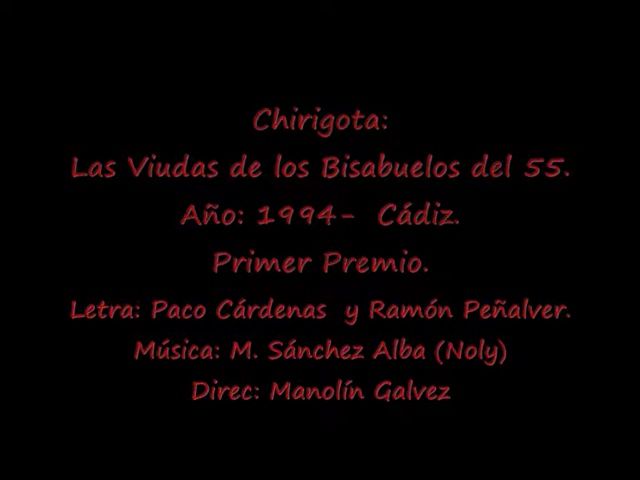 Chirigota:
Las Viudas de los Bisabuelos del 55.
Año: 1994-  Cádiz.
Primer Premio.
Letra: Paco Cárdenas  y Ramón Peñalver.
Música: M. Sánchez Alba (Noly)
Direc: Manolín Galvez